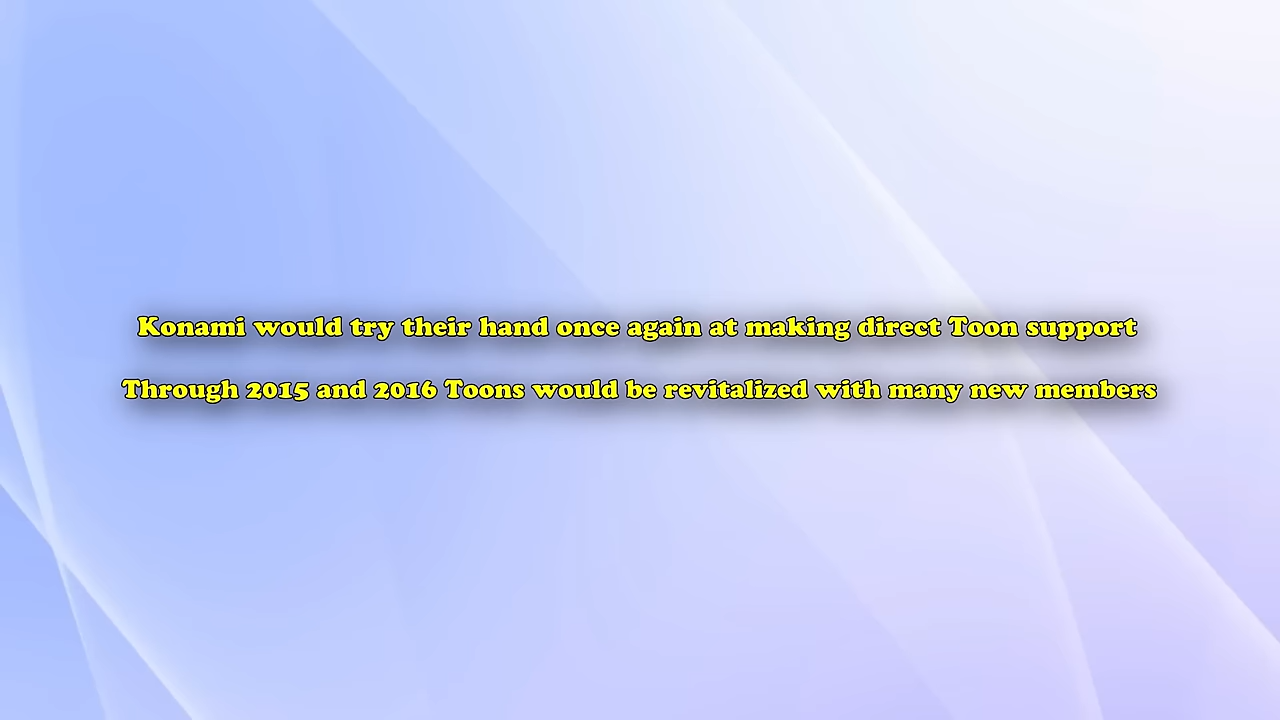 Konami would try their hand once again at making direct Toon support
Through 2015 and 2016 Toons would be revitalized with many new members